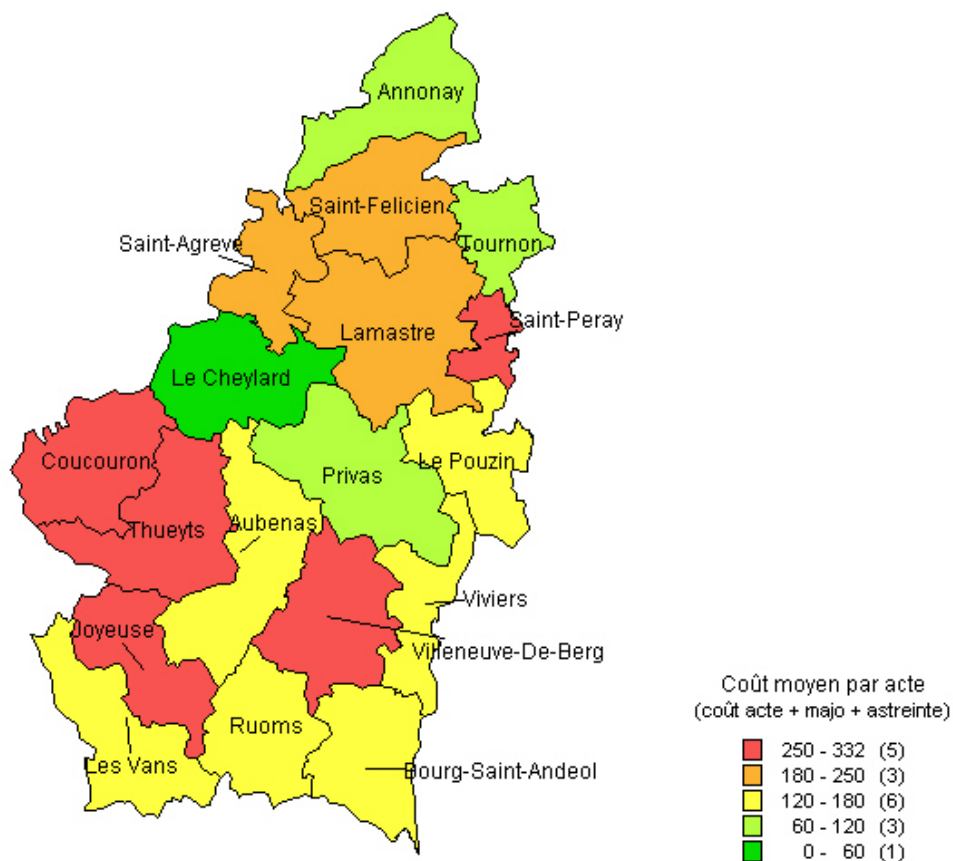 Annonay
Saint-Felicien
Saint-Agreve
Tournon
Saint-Peray
Lamastre
Le Cheylard
Coucouron
Le Pouzin
Privas
Thueyts
Aubenas
Viviers
Joyeuse
Villeneuve-De-Berg
Ruoms
Les Vans
Bourg-Saint-Andeol
Coût moyen par acte
(coût acte + majo + astreinte)
250 - 332 (5)
180 - 250 (3)
120 - 180 (6)
60 - 120 (3)
0 - 60 (1)